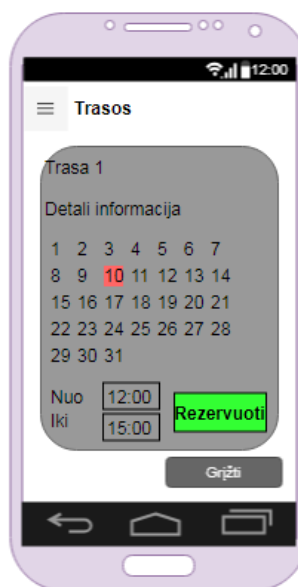 12:00
Trasos
Trasa 1
Detali informacija
1 2 3 4 5 6 7
8 9 10 11 12 13 14
15 16 17 18 19 20 21
22 23 24 25 26 27 28
29 30 31
Nuo 12:00
Iki 15:00
Rezervuoti
Grįžti